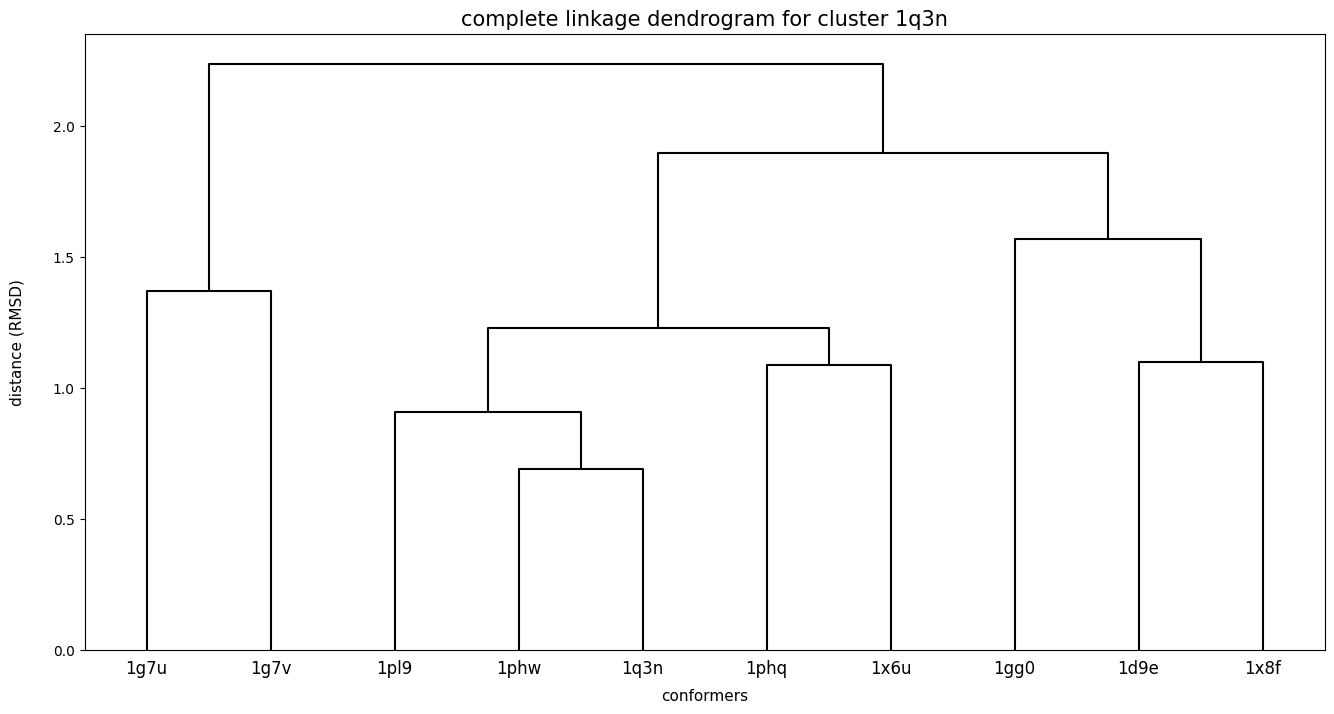 complete linkage dendrogram for cluster 1q3n
distance (RMSD)
2.0
1.5
1.0
0.5
0.0
1g7u 1g7v 1pl9 1phw 1q3n 1phq 1x6u 1gg0 1d9e 1x8f
conformers